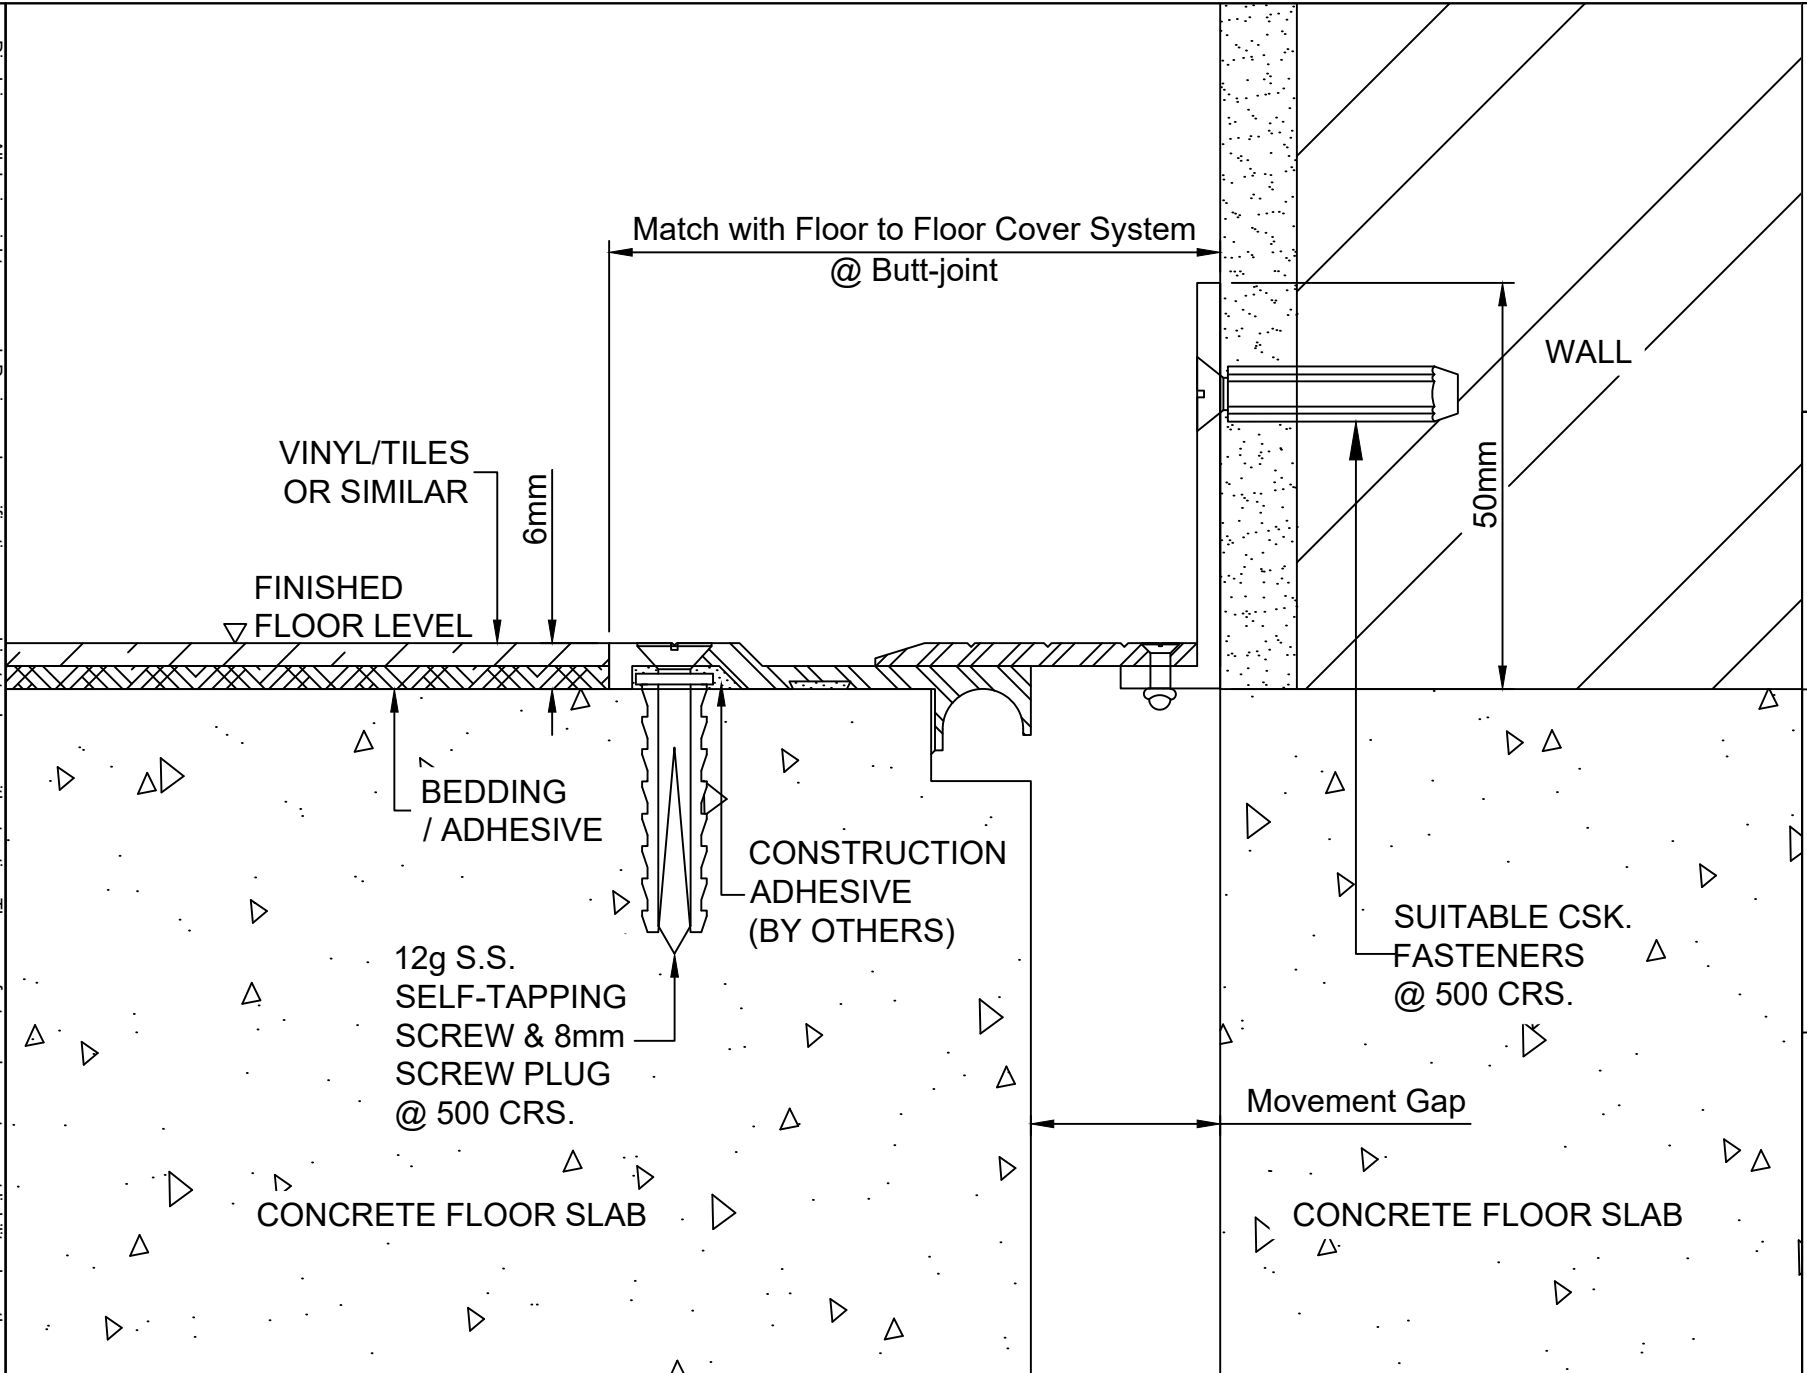 Match with Floor to Floor Cover System
@ Butt-joint
WALL
50mm
VINYL/TILES
OR SIMILAR
6mm
FINISHED
FLOOR LEVEL
BEDDING
/ ADHESIVE
CONSTRUCTION
ADHESIVE
(BY OTHERS)
12g S.S.
SELF-TAPPING
SCREW & 8mm
SCREW PLUG
@ 500 CRS.
SUITABLE CSK.
FASTENERS
@ 500 CRS.
Movement Gap
CONCRETE FLOOR SLAB
CONCRETE FLOOR SLAB